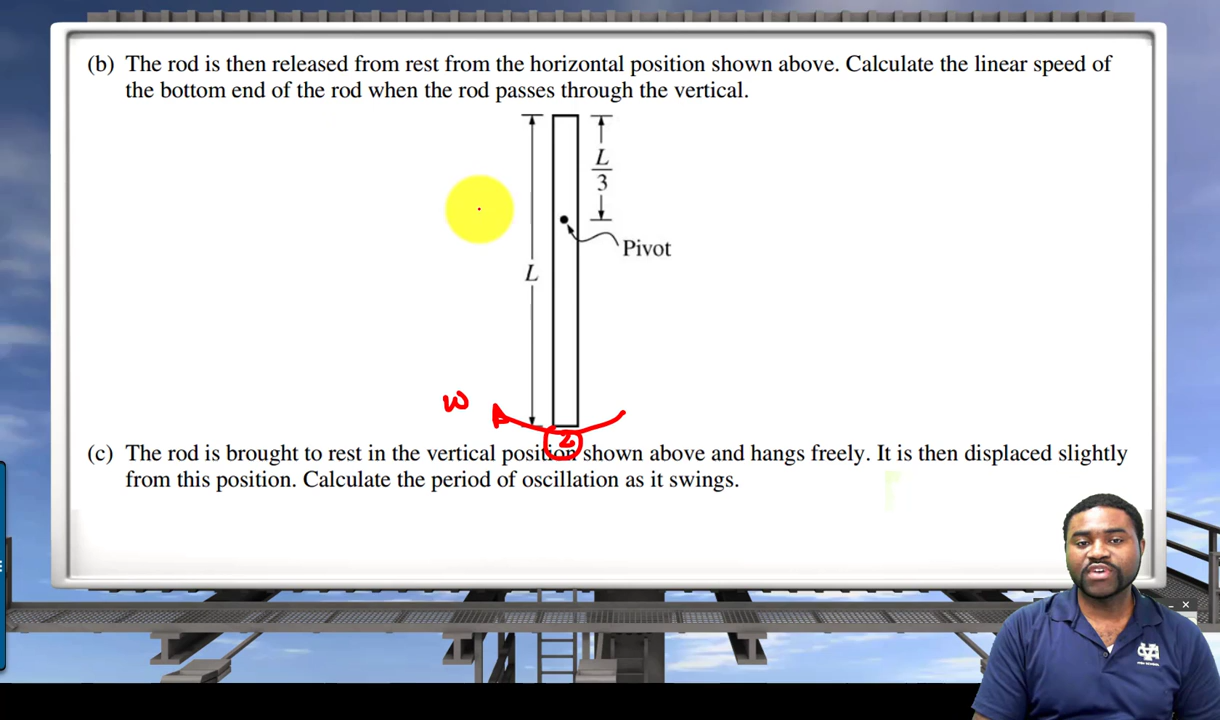 (b) The rod is then released from rest from the horizontal position shown above. Calculate the linear speed of
the bottom end of the rod when the rod passes through the vertical.
L
3
Pivot
L
ω
2
(c) The rod is brought to rest in the vertical position shown above and hangs freely. It is then displaced slightly
from this position. Calculate the period of oscillation as it swings.